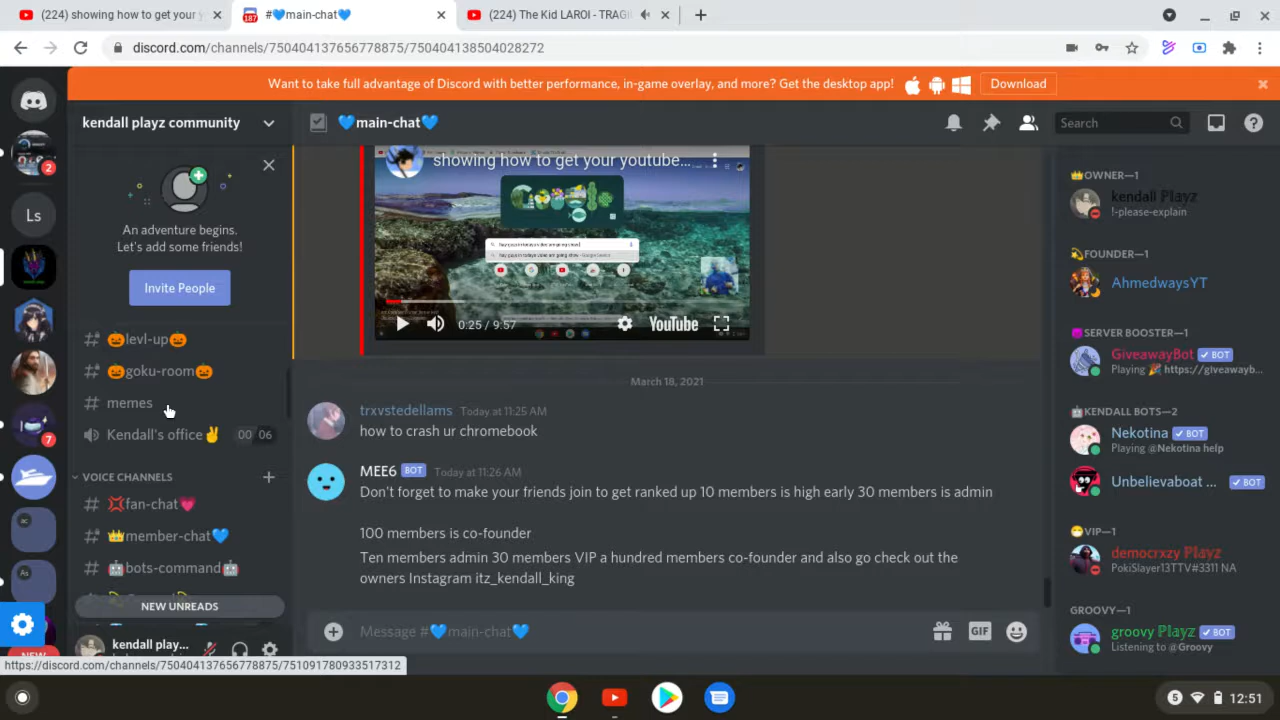 (224) showing how to get your y
#💙main-chat💙
(224) The Kid LAROI - TRAGI
187
discord.com/channels/750404137656778875/750404138504028272
Want to take full advantage of Discord with better performance, in-game overlay, and more? Get the desktop app!
Download
kendall playz community
💙main-chat💙
Search
An adventure begins.
Let's add some friends!
Invite People
🎃levl-up🎃
🎃goku-room🎃
memes
Kendall's office✌
00 06
VOICE CHANNELS
💢fan-chat💗
👑member-chat💙
🤖bots-command🤖
NEW UNREADS
kendall play...
2
Ls
7
ac
As
NEW
https://discord.com/channels/750404137656778875/751091780933517312
showing how to get your youtube...
0:25 / 9:57
YouTube
March 18, 2021
trxvstedellams Today at 11:25 AM
how to crash ur chromebook
MEE6 BOT Today at 11:26 AM
Don't forget to make your friends join to get ranked up 10 members is high early 30 members is admin
100 members is co-founder
Ten members admin 30 members VIP a hundred members co-founder and also go check out the
owners Instagram itz_kendall_king
Message #💙main-chat💙
GIF
👑OWNER—1
kendall Playz
!-please-explain
💫FOUNDER—1
AhmedwaysYT
😈SERVER BOOSTER—1
GiveawayBot ✔ BOT
Playing 🎉 https://giveawayb...
🤖KENDALL BOTS—2
Nekotina ✔ BOT
Playing @Nekotina help
Unbelievaboat ... ✔ BOT
😁VIP—1
democrxzy Playz
PokiSlayer13TTV#3311 NA
GROOVY—1
groovy Playz ✔ BOT
Listening to @Groovy
5
12:51